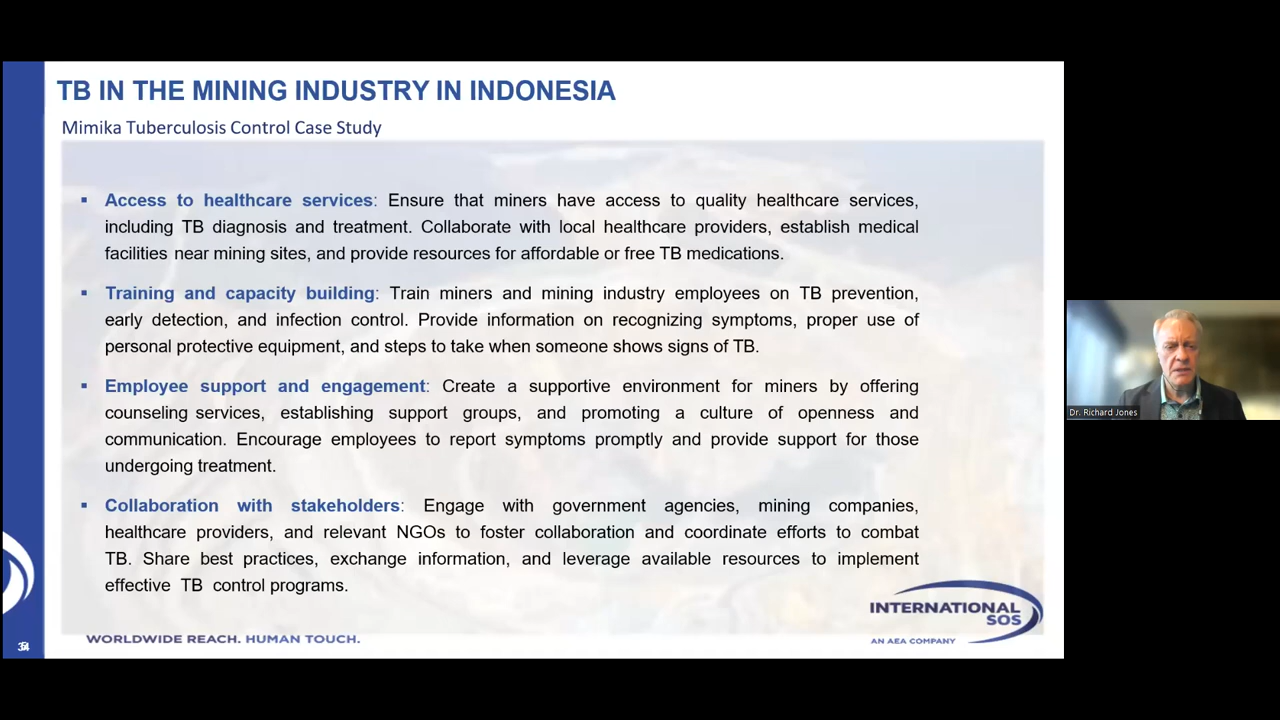 TB IN THE MINING INDUSTRY IN INDONESIA
Mimika Tuberculosis Control Case Study
▪ Access to healthcare services: Ensure that miners have access to quality healthcare services,
including TB diagnosis and treatment. Collaborate with local healthcare providers, establish medical
facilities near mining sites, and provide resources for affordable or free TB medications.
▪ Training and capacity building: Train miners and mining industry employees on TB prevention,
early detection, and infection control. Provide information on recognizing symptoms, proper use of
personal protective equipment, and steps to take when someone shows signs of TB.
▪ Employee support and engagement: Create a supportive environment for miners by offering
counseling services, establishing support groups, and promoting a culture of openness and
communication. Encourage employees to report symptoms promptly and provide support for those
undergoing treatment.
▪ Collaboration with stakeholders: Engage with government agencies, mining companies,
healthcare providers, and relevant NGOs to foster collaboration and coordinate efforts to combat
TB. Share best practices, exchange information, and leverage available resources to implement
effective TB control programs.
INTERNATIONAL
SOS
AN AEA COMPANY
WORLDWIDE REACH. HUMAN TOUCH.
Dr. Richard Jones